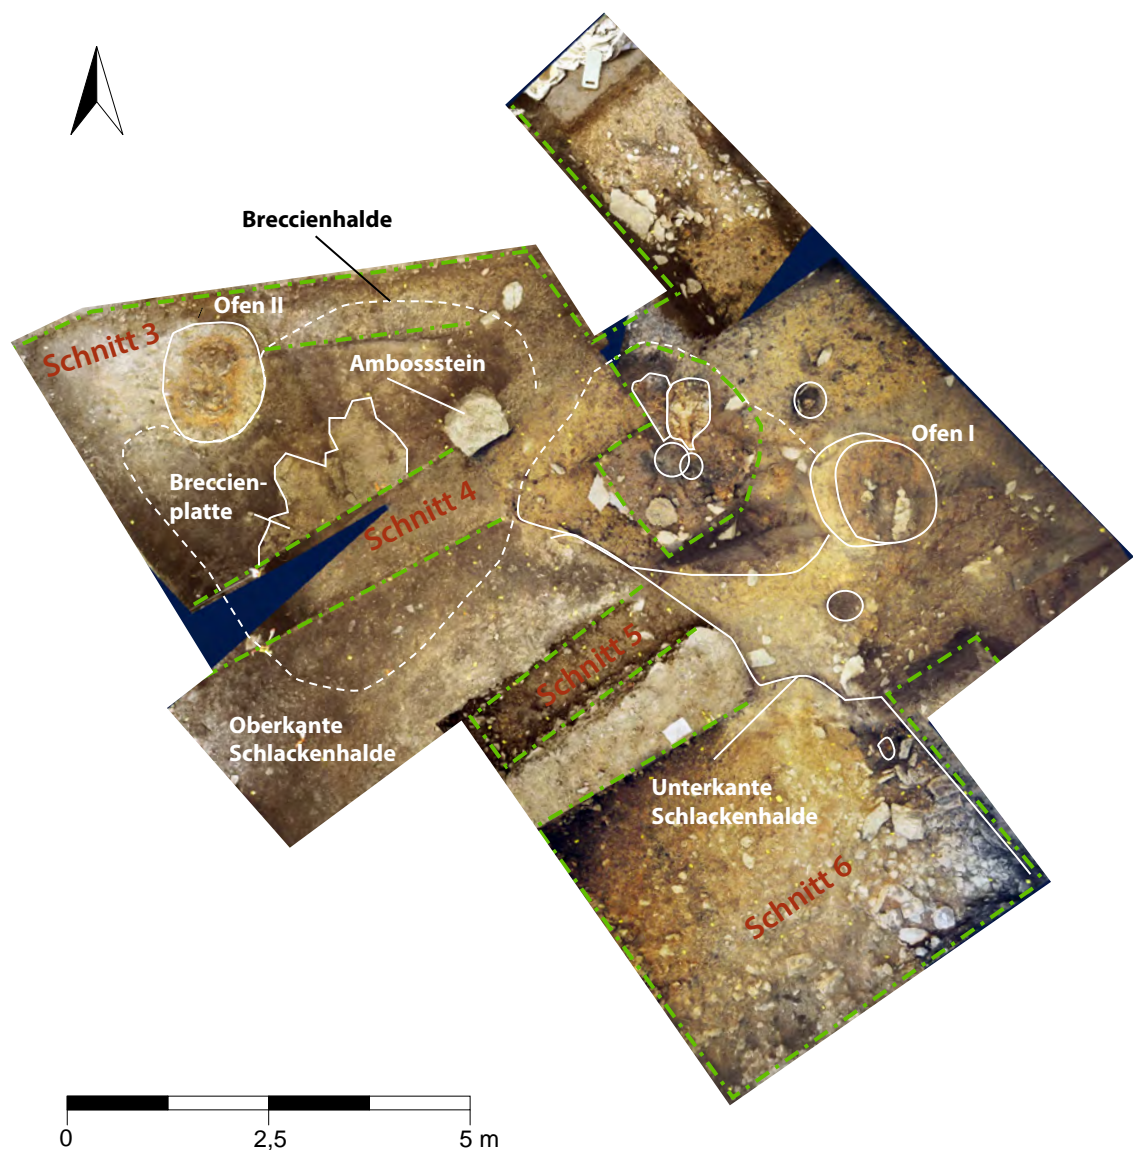 Breccienhalde
Ofen II
Schnitt 3
Ambossstein
Ofen I
Breccien-
platte
Schnitt 4
Schnitt 5
Oberkante
Schlackenhalde
Unterkante
Schlackenhalde
Schnitt 6
0
2,5
5 m